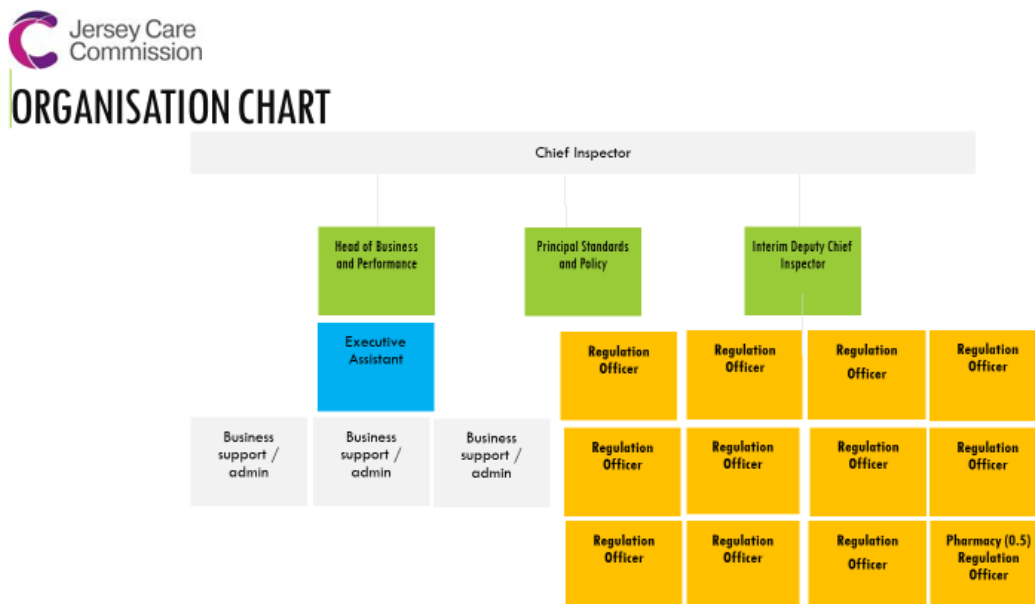 Jersey Care
Commission
ORGANISATION CHART
Chief Inspector
Head of Business
and Performance
Principal Standards
and Policy
Interim Deputy Chief
Inspector
Executive
Assistant
Regulation
Officer
Regulation
Officer
Regulation
Officer
Regulation
Officer
Business
support /
admin
Business
support /
admin
Business
support /
admin
Regulation
Officer
Regulation
Officer
Regulation
Officer
Regulation
Officer
Regulation
Officer
Regulation
Officer
Regulation
Officer
Pharmacy (0.5)
Regulation
Officer